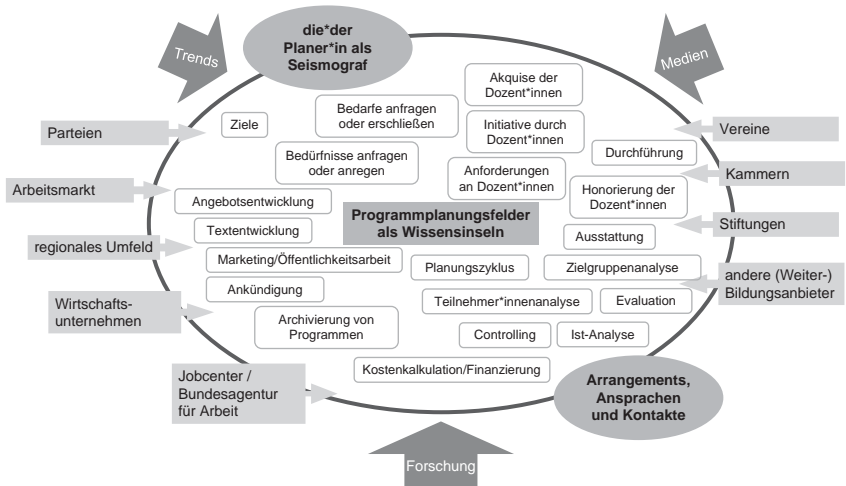 die*der
Planer*in als
Seismograf
Trends
Medien
Akquise der
Dozent*innen
Bedarfe anfragen
oder erschließen
Ziele
Initiative durch
Dozent*innen
Parteien
Vereine
Bedürfnisse anfragen
oder anregen
Durchführung
Anforderungen
an Dozent*innen
Kammern
Arbeitsmarkt
Angebotsentwicklung
Honorierung der
Dozent*innen
Programmplanungsfelder
als Wissensinseln
Stiftungen
Textentwicklung
Ausstattung
regionales Umfeld
Marketing/Öffentlichkeitsarbeit
Planungszyklus
Zielgruppenanalyse
andere (Weiter-)
Bildungsanbieter
Ankündigung
Teilnehmer*innenanalyse
Evaluation
Wirtschafts-
unternehmen
Archivierung von
Programmen
Controlling
Ist-Analyse
Kostenkalkulation/Finanzierung
Jobcenter /
Bundesagentur
für Arbeit
Arrangements,
Ansprachen
und Kontakte
Forschung